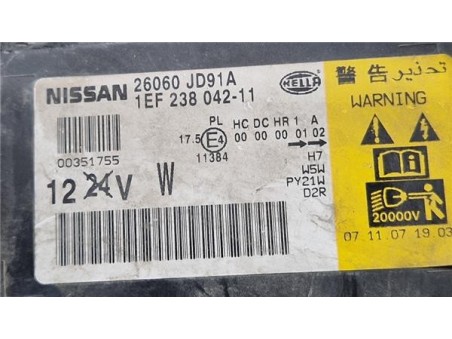 NISSAN 26060 JD91A
1EF 238 042-11
HELLA
警告 تحذير
WARNING
PL HC DC HR 1 A
17.5 E4 00 00 00 01 02
11384
00351755
12 24V W
H7
W5W
PY21W
D2R
20000V
07 11.07 19.03